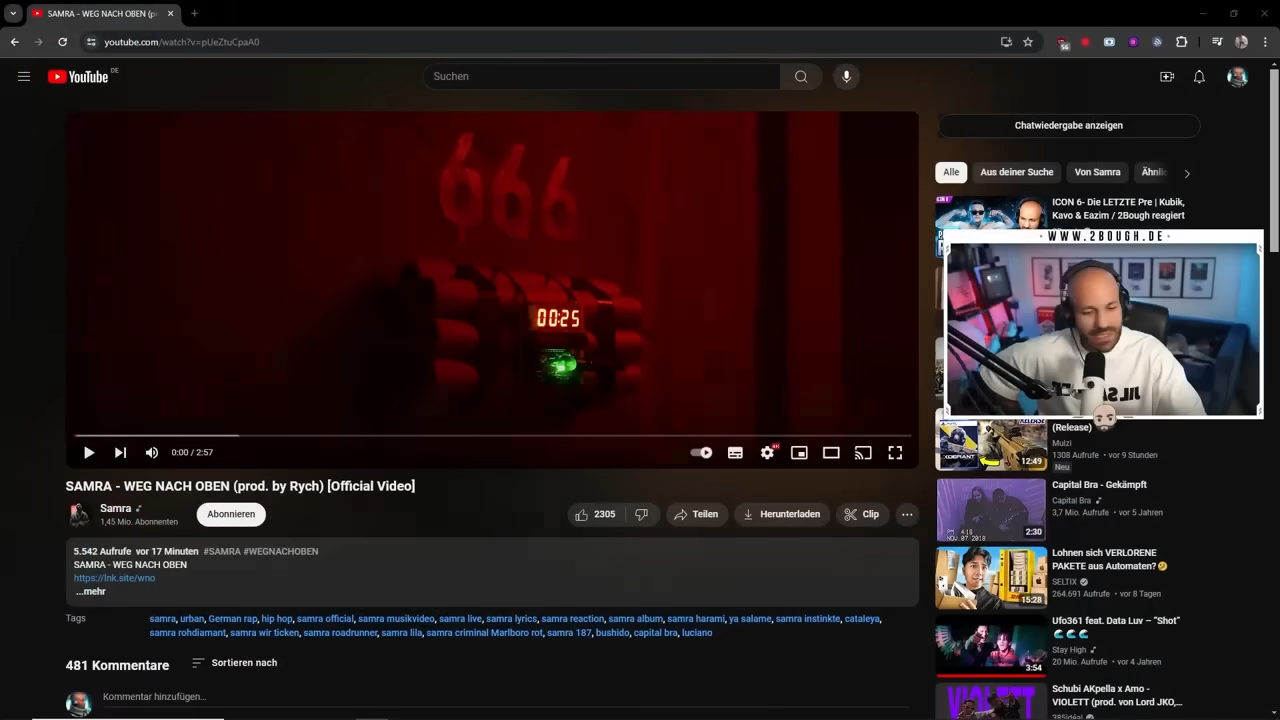 SAMRA - WEG NACH OBEN (p
youtube.com/watch?v=pUeZtuCpaA0
56
YouTube DE
Suchen
666
00:25
0:00 / 2:57
SAMRA - WEG NACH OBEN (prod. by Rych) [Official Video]
Samra
1,45 Mio. Abonnenten
Abonnieren
2305
Teilen
Herunterladen
Clip
5.542 Aufrufe vor 17 Minuten #SAMRA #WEGNACHOBEN
SAMRA - WEG NACH OBEN
https://lnk.site/wno
...mehr
Tags
samra, urban, German rap, hip hop, samra official, samra musikvideo, samra live, samra lyrics, samra reaction, samra album, samra harami, ya salame, samra instinkte, cataleya,
samra rohdiamant, samra wir ticken, samra roadrunner, samra lila, samra criminal Marlboro rot, samra 187, bushido, capital bra, luciano
481 Kommentare
Sortieren nach
Kommentar hinzufügen...
Chatwiedergabe anzeigen
Alle
Aus deiner Suche
Von Samra
Ähnlic
ICON 6- Die LETZTE Pre | Kubik,
Kavo & Eazim / 2Bough reagiert
· WWW.2BOUGH.DE ·
(Release)
Mulzi
1308 Aufrufe · vor 9 Stunden
Neu
XDEFIANT
12:49
Capital Bra - Gekämpft
Capital Bra
3,7 Mio. Aufrufe · vor 5 Jahren
2:30
Lohnen sich VERLORENE
PAKETE aus Automaten?🤣
SELTIX
264.691 Aufrufe · vor 8 Tagen
15:28
Ufo361 feat. Data Luv – “Shot”
🌊🌊🌊
Stay High
20 Mio. Aufrufe · vor 4 Jahren
3:54
Schubi AKpella x Amo -
VIOLETT (prod. von Lord JKO,...
385idéal
VIOLETT